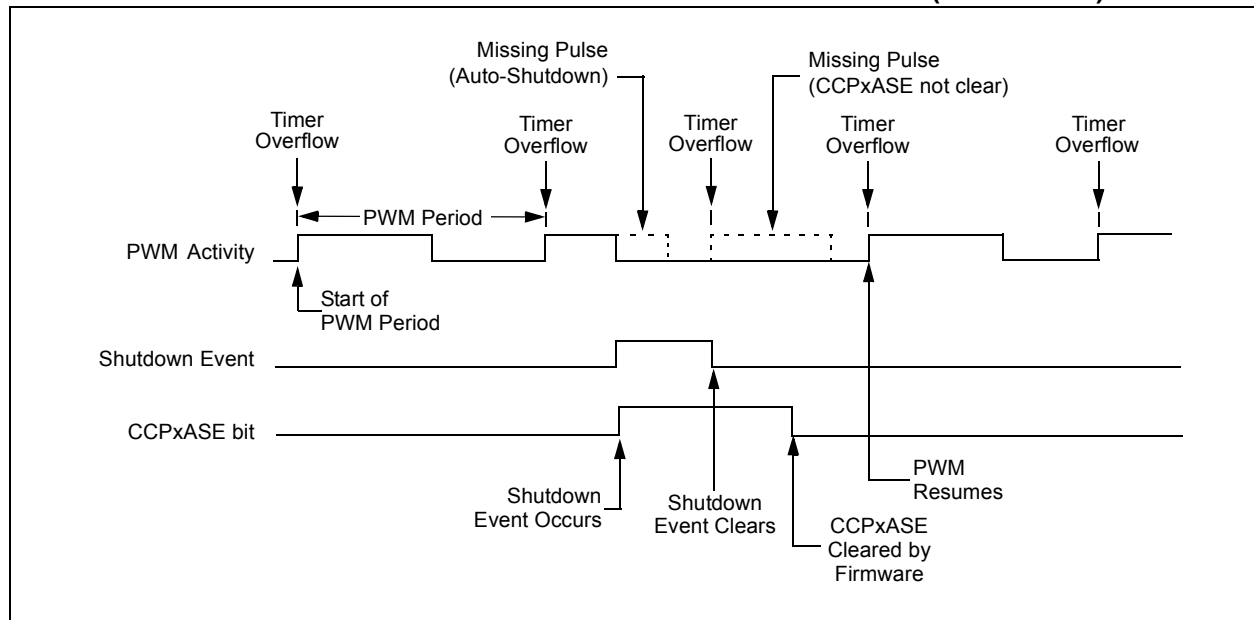 Missing Pulse
(Auto-Shutdown)
Missing Pulse
(CCPxASE not clear)
Timer
Overflow
Timer
Overflow
Timer
Overflow
Timer
Overflow
Timer
Overflow
PWM Period
PWM Activity
Start of
PWM Period
Shutdown Event
CCPxASE bit
Shutdown
Event Occurs
Shutdown
Event Clears
CCPxASE
Cleared by
Firmware
PWM
Resumes